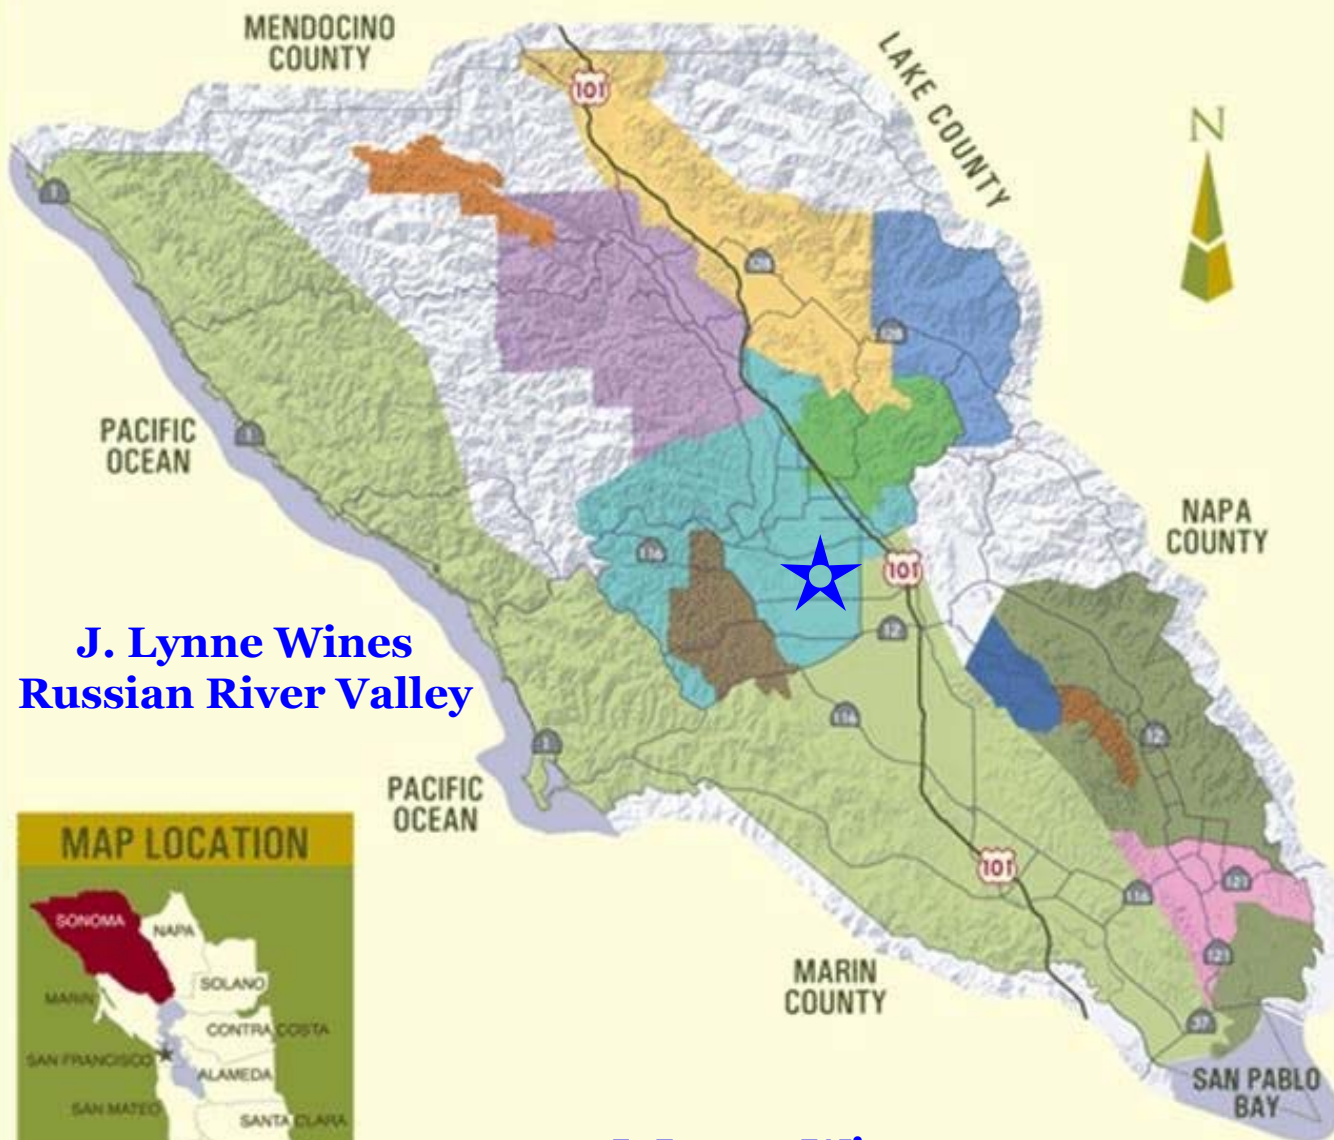 MENDOCINO
COUNTY
LAKE COUNTY
N
101
1
128
128
PACIFIC
OCEAN
1
NAPA
COUNTY
116
101
12
J. Lynne Wines
Russian River Valley
116
12
1
PACIFIC
OCEAN
MAP LOCATION
101
116
121
SONOMA
NAPA
121
SOLANO
MARIN
MARIN
COUNTY
CONTRA COSTA
37
SAN FRANCISCO
ALAMEDA
SAN PABLO
BAY
SAN MATEO
SANTA CLARA